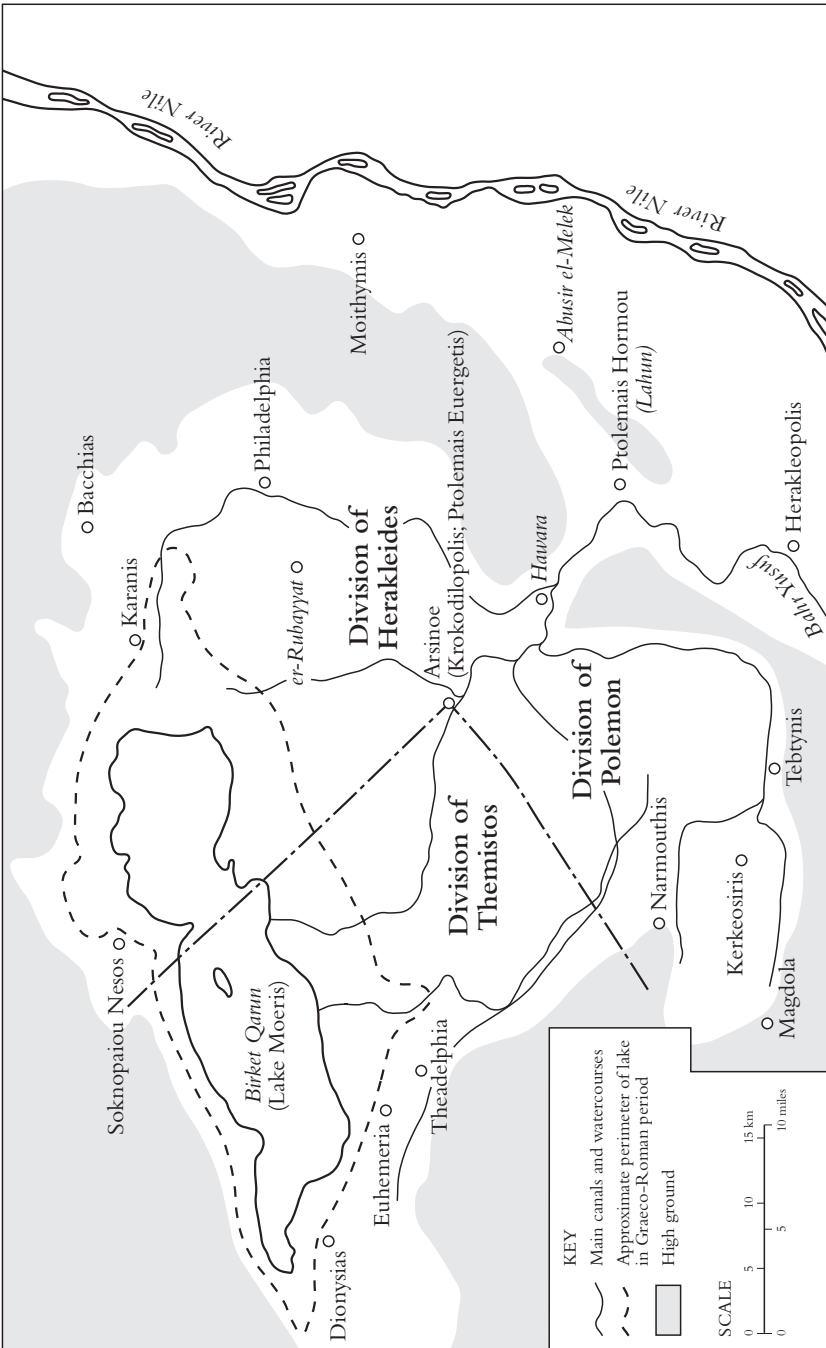 River Nile
River Nile
Bacchias
Karanis
Philadelphia
Moithymis
er-Rubayyat
Division of
Herakleides
Soknopaiou Nesos
Birket Qarun
(Lake Moeris)
Arsinoe
(Krokodilopolis; Ptolemais Euergetis)
Abusir el-Melek
Hawara
Ptolemais Hormou
(Lahun)
Dionysias
Euhemeria
Theadelphia
Division of
Themistos
Division of
Polemon
Narmouthis
Kerkeosiris
Magdola
Tebtynis
Herakleopolis
Bahr Yusuf
KEY
Main canals and watercourses
Approximate perimeter of lake
in Graeco-Roman period
High ground
SCALE
0 5 10 15 km
0 5 10 miles